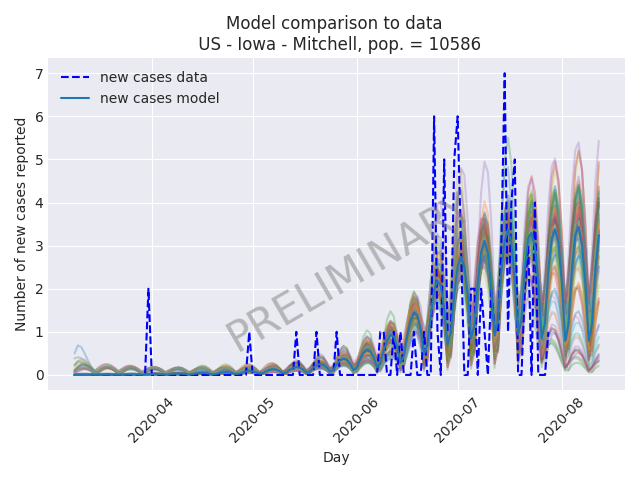 Model comparison to data
US - Iowa - Mitchell, pop. = 10586
new cases data
new cases model
PRELIMINARY
Number of new cases reported
7
6
5
4
3
2
1
0
2020-04
2020-05
2020-06
2020-07
2020-08
Day